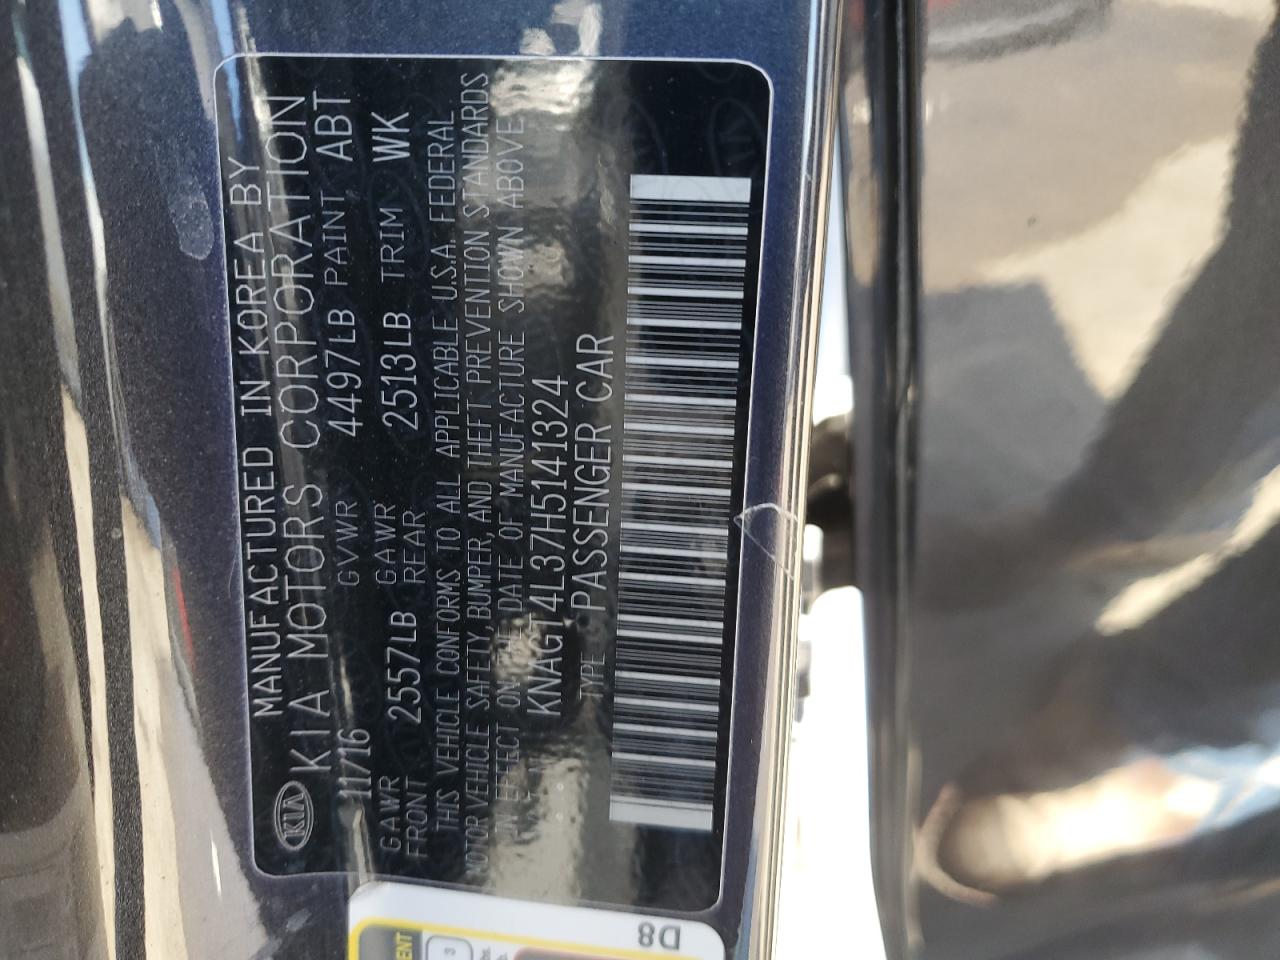 MANUFACTURED IN KOREA BY
KIA KIA MOTORS CORPORATION
11/16 GVWR 4497LB PAINT ABT
GAWR FRONT 2557LB GAWR REAR 2513LB TRIM WK
THIS VEHICLE CONFORMS TO ALL APPLICABLE U.S.A. FEDERAL
MOTOR VEHICLE SAFETY, BUMPER, AND THEFT PREVENTION STANDARDS
IN EFFECT ON THE DATE OF MANUFACTURE SHOWN ABOVE.
KNAGT4L37H5141324
TYPE : PASSENGER CAR
D8